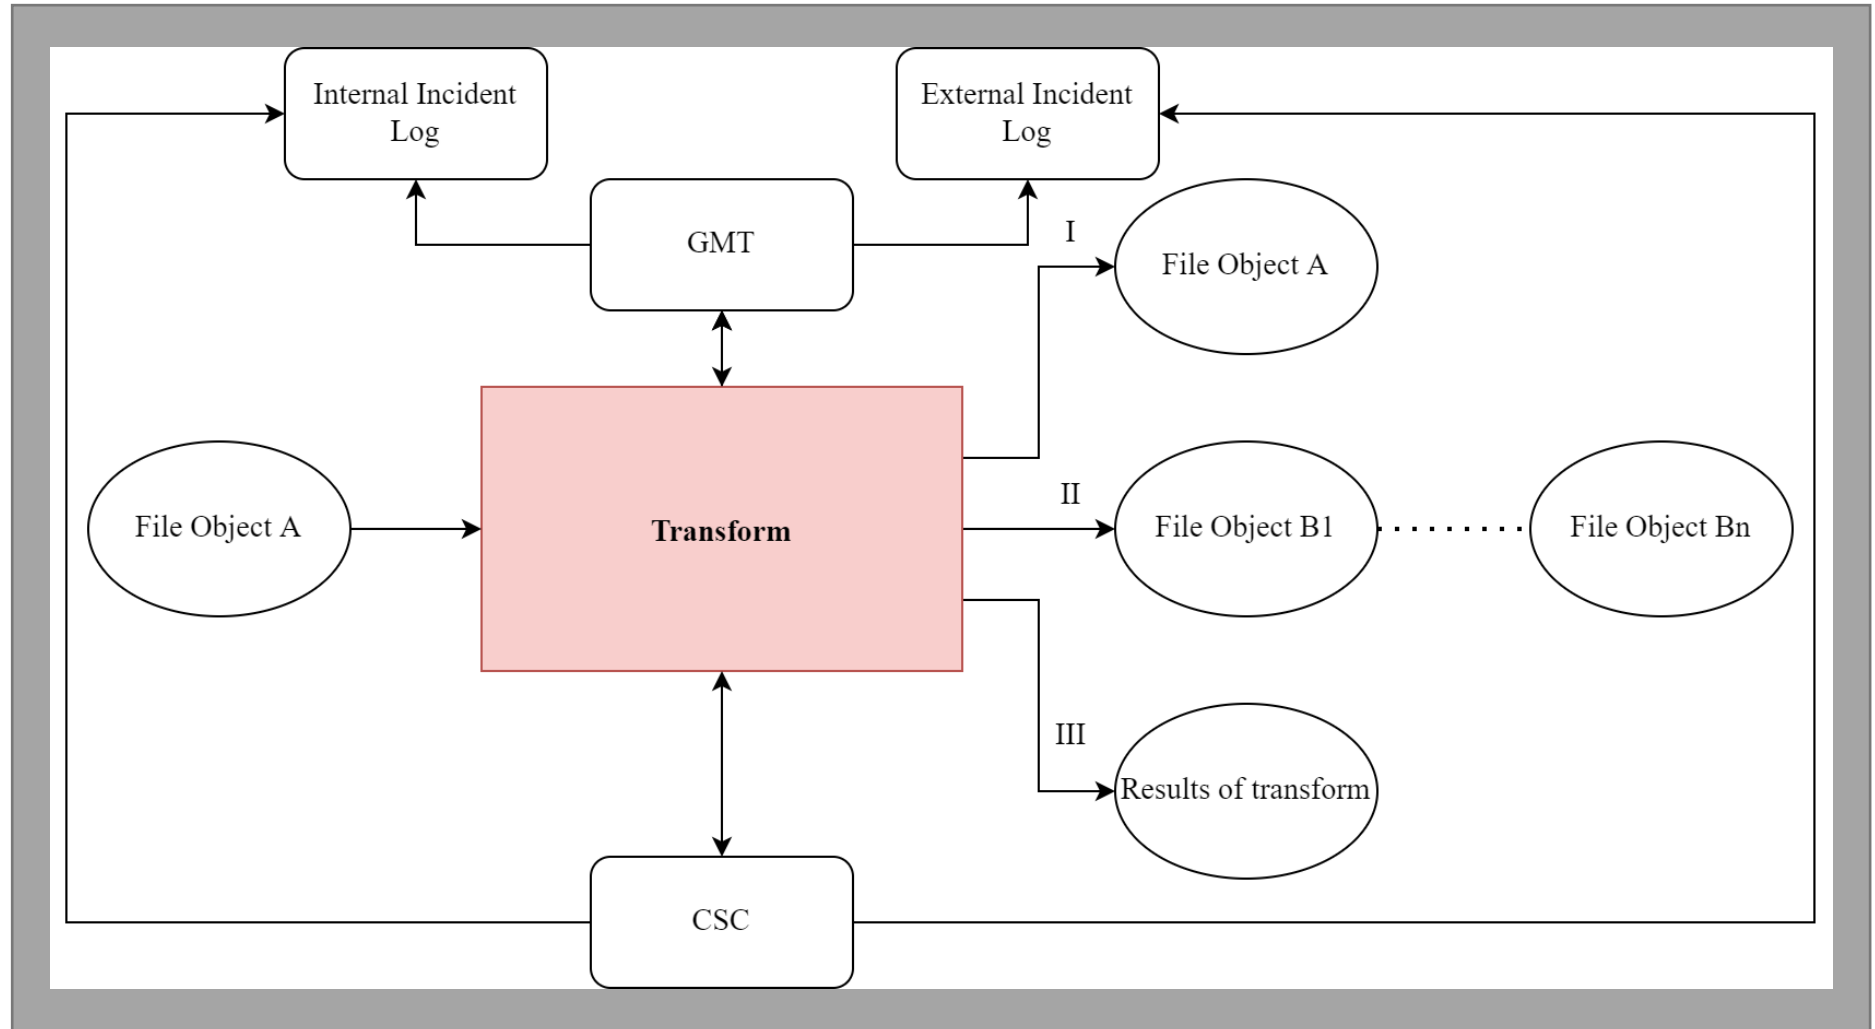 Internal Incident
Log
External Incident
Log
GMT
I
File Object A
II
File Object A
Transform
File Object B1
File Object Bn
III
Results of transform
CSC